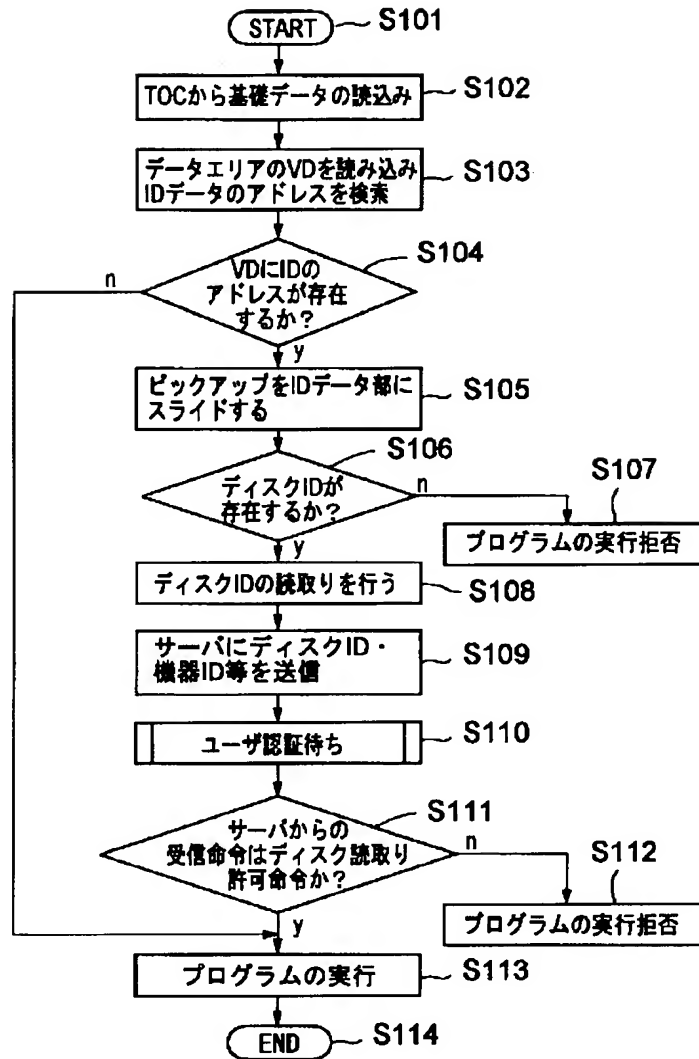 START
S101
TOCから基礎データの読込み
S102
データエリアのVDを読み込み
IDデータのアドレスを検索
S103
S104
n
VDにIDの
アドレスが存在
するか？
y
ピックアップをIDデータ部に
スライドする
S105
S106
ディスクIDが
存在するか？
n
S107
プログラムの実行拒否
y
ディスクIDの読取りを行う
S108
サーバにディスクID・
機器ID等を送信
S109
ユーザ認証待ち
S110
S111
サーバからの
受信命令はディスク読取り
許可命令か？
n
S112
プログラムの実行拒否
y
プログラムの実行
S113
END
S114